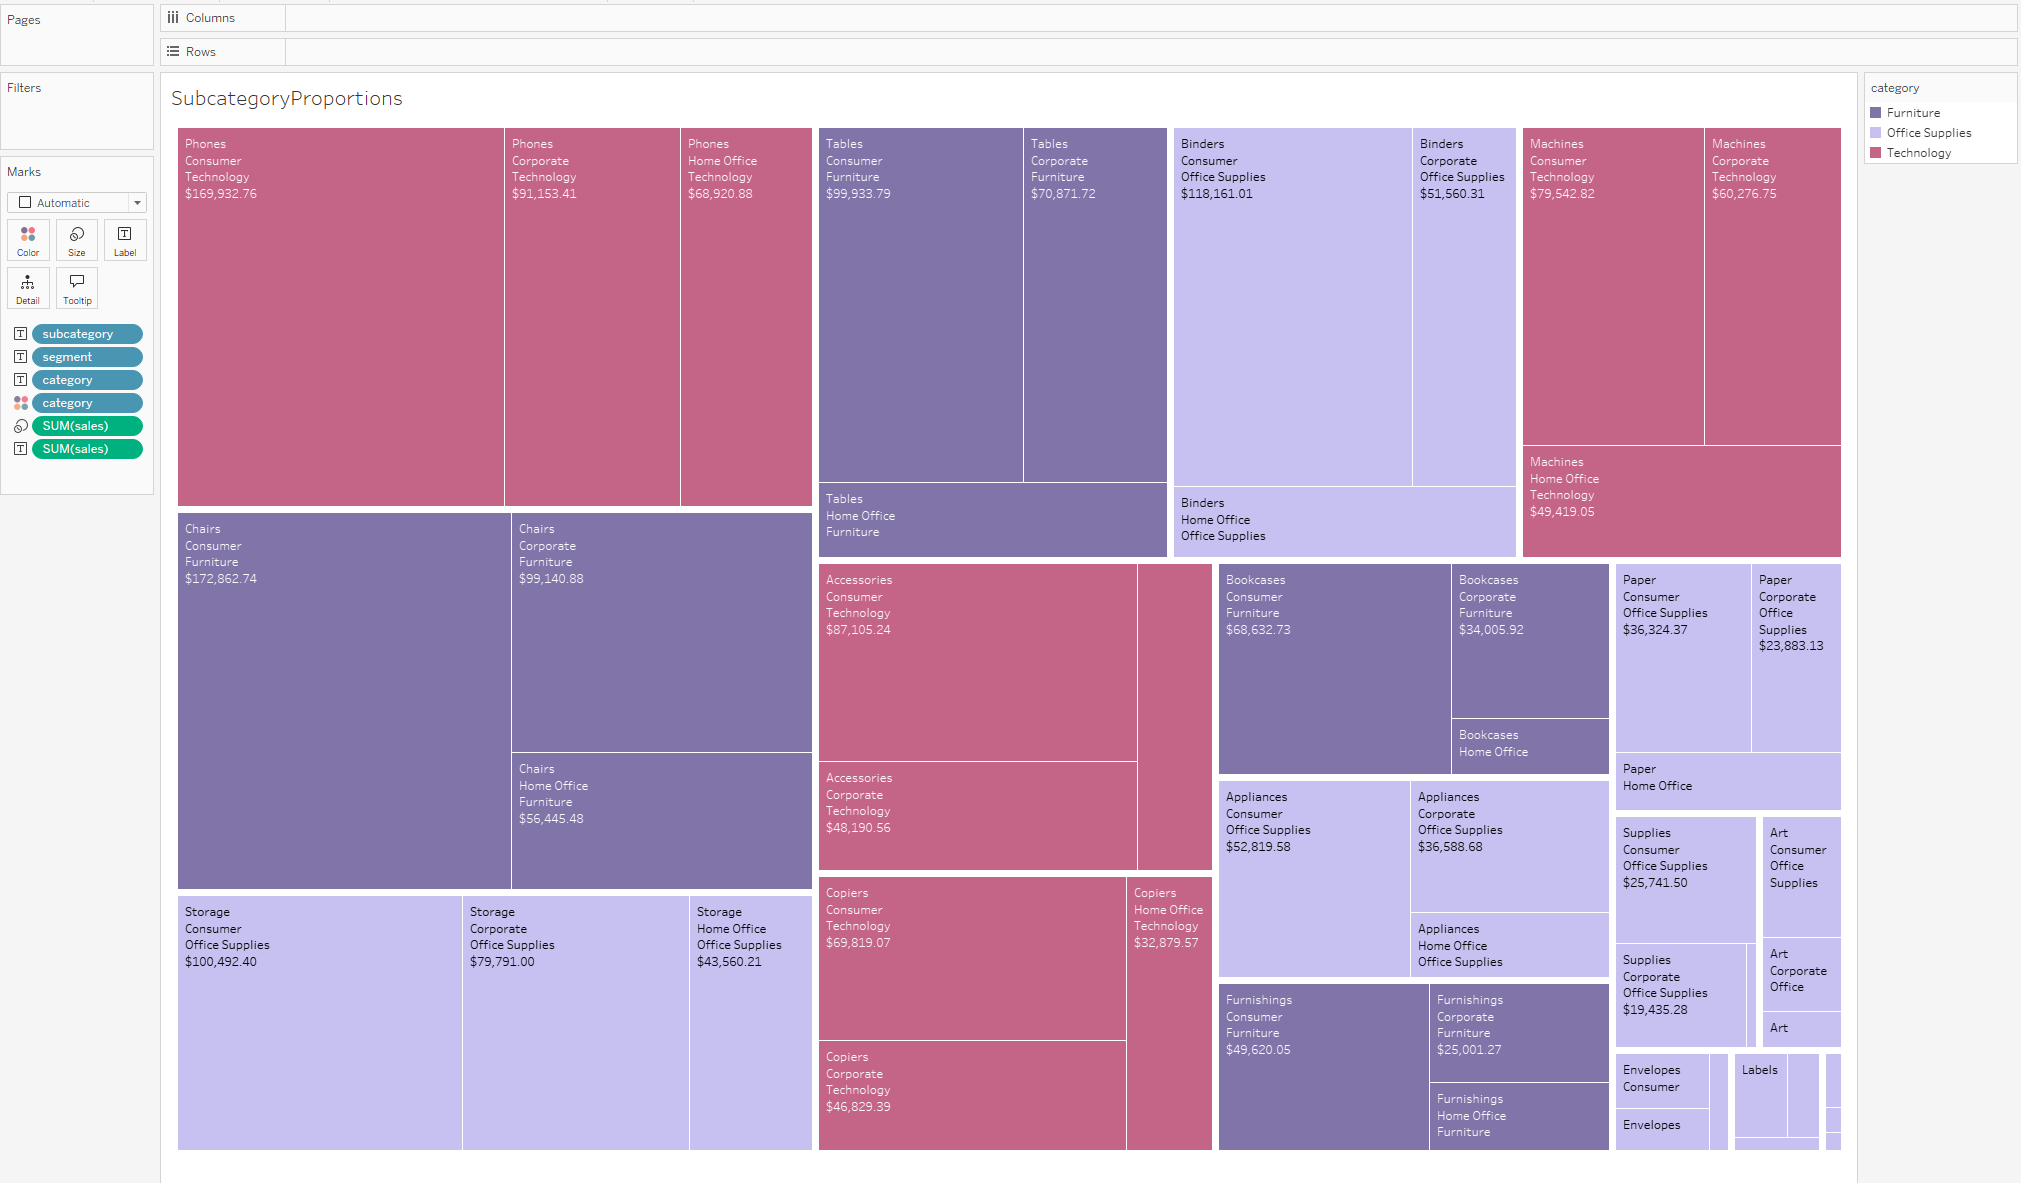 Pages
Columns
Rows
Filters
Marks
Automatic
Color
Size
Label
Detail
Tooltip
subcategory
segment
category
category
SUM(sales)
SUM(sales)
SubcategoryProportions
Phones
Consumer
Technology
$169,932.76
Phones
Corporate
Technology
$91,153.41
Phones
Home Office
Technology
$68,920.88
Chairs
Consumer
Furniture
$172,862.74
Chairs
Corporate
Furniture
$99,140.88
Chairs
Home Office
Furniture
$56,445.48
Storage
Consumer
Office Supplies
$100,492.40
Storage
Corporate
Office Supplies
$79,791.00
Storage
Home Office
Office Supplies
$43,560.21
Tables
Consumer
Furniture
$99,933.79
Tables
Corporate
Furniture
$70,871.72
Tables
Home Office
Furniture
Binders
Consumer
Office Supplies
$118,161.01
Binders
Corporate
Office Supplies
$51,560.31
Binders
Home Office
Office Supplies
Machines
Consumer
Technology
$79,542.82
Machines
Corporate
Technology
$60,276.75
Machines
Home Office
Technology
$49,419.05
Accessories
Consumer
Technology
$87,105.24
Accessories
Corporate
Technology
$48,190.56
Copiers
Consumer
Technology
$69,819.07
Copiers
Corporate
Technology
$46,829.39
Copiers
Home Office
Technology
$32,879.57
Bookcases
Consumer
Furniture
$68,632.73
Bookcases
Corporate
Furniture
$34,005.92
Bookcases
Home Office
Appliances
Consumer
Office Supplies
$52,819.58
Appliances
Corporate
Office Supplies
$36,588.68
Appliances
Home Office
Office Supplies
Furnishings
Consumer
Furniture
$49,620.05
Furnishings
Corporate
Furniture
$25,001.27
Furnishings
Home Office
Furniture
Paper
Consumer
Office Supplies
$36,324.37
Paper
Corporate
Office
Supplies
$23,883.13
Paper
Home Office
Supplies
Consumer
Office Supplies
$25,741.50
Supplies
Corporate
Office Supplies
$19,435.28
Art
Consumer
Office
Supplies
Art
Corporate
Office
Art
Envelopes
Consumer
Envelopes
Labels
category
Furniture
Office Supplies
Technology